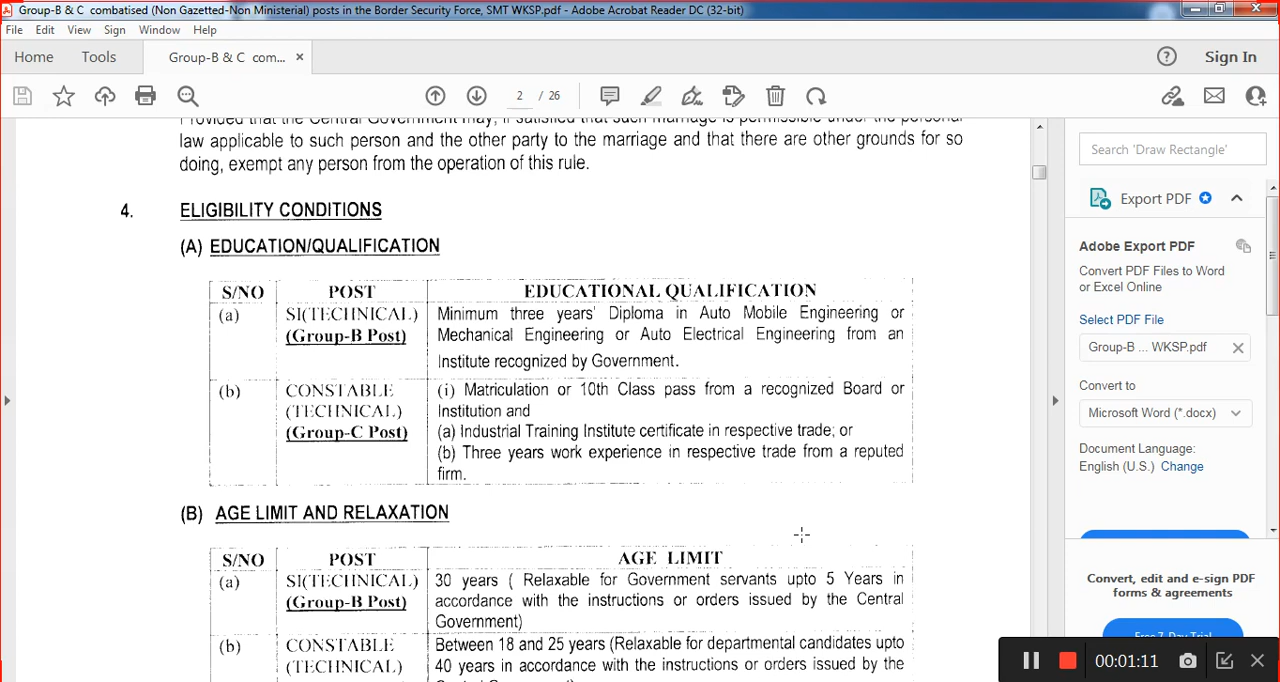 Group-B & C combatised (Non Gazetted-Non Ministerial) posts in the Border Security Force, SMT WKSP.pdf - Adobe Acrobat Reader DC (32-bit)
File Edit View Sign Window Help
Home Tools Group-B & C com... × Sign In
2 / 26
Provided that the Central Government may, if satisfied that such marriage is permissible under the personal
law applicable to such person and the other party to the marriage and that there are other grounds for so
doing, exempt any person from the operation of this rule.
4. ELIGIBILITY CONDITIONS
(A) EDUCATION/QUALIFICATION
S/NO POST EDUCATIONAL QUALIFICATION
(a) SI(TECHNICAL) Minimum three years' Diploma in Auto Mobile Engineering or
(Group-B Post) Mechanical Engineering or Auto Electrical Engineering from an
Institute recognized by Government.
(b) CONSTABLE (i) Matriculation or 10th Class pass from a recognized Board or
(TECHNICAL) Institution and
(Group-C Post) (a) Industrial Training Institute certificate in respective trade; or
(b) Three years work experience in respective trade from a reputed
firm.
(B) AGE LIMIT AND RELAXATION
S/NO POST AGE LIMIT
(a) SI(TECHNICAL) 30 years ( Relaxable for Government servants upto 5 Years in
(Group-B Post) accordance with the instructions or orders issued by the Central
Government)
(b) CONSTABLE Between 18 and 25 years (Relaxable for departmental candidates upto
(TECHNICAL) 40 years in accordance with the instructions or orders issued by the
Search 'Draw Rectangle'
Export PDF
Adobe Export PDF
Convert PDF Files to Word
or Excel Online
Select PDF File
Group-B ... WKSP.pdf
Convert to
Microsoft Word (*.docx)
Document Language:
English (U.S.) Change
Convert, edit and e-sign PDF
forms & agreements
Free 7-Day Trial
00:01:11